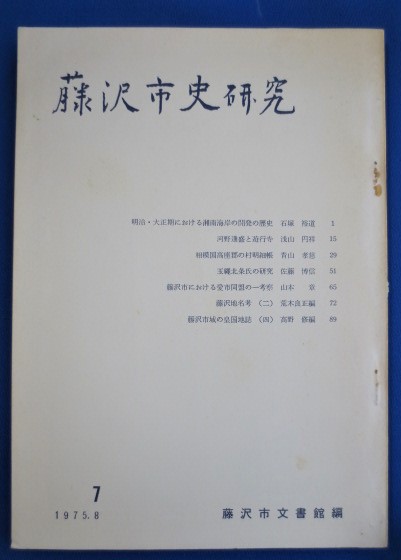 藤沢市史研究
明治・大正期における湘南海岸の開発の歴史 石塚 裕道 1
河野通盛と遊行寺 浅山 円祥 15
相模国高座郡の村明細帳 青山 孝慈 29
玉縄北条氏の研究 佐藤 博信 51
藤沢市における愛市同盟の一考察 山本 65
藤沢地名考 (二) 荒木良正編 72
藤沢市域の皇国地誌 (四) 高野 修編 89
7
1975.8
藤沢市文書館編